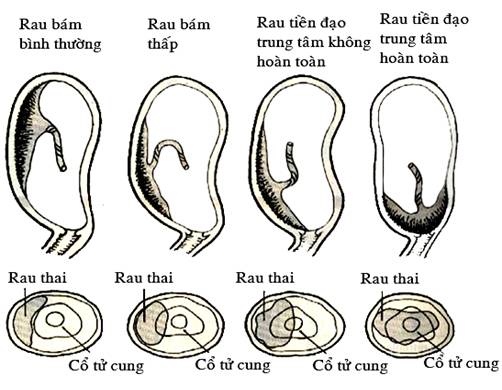 Rau bám
bình thường
Rau bám
thấp
Rau tiền đạo
trung tâm không
hoàn toàn
Rau tiền đạo
trung tâm
hoàn toàn
Rau thai
Rau thai
Rau thai
Rau thai
Cổ tử cung
Cổ tử cung
Cổ tử cung
Cổ tử cung